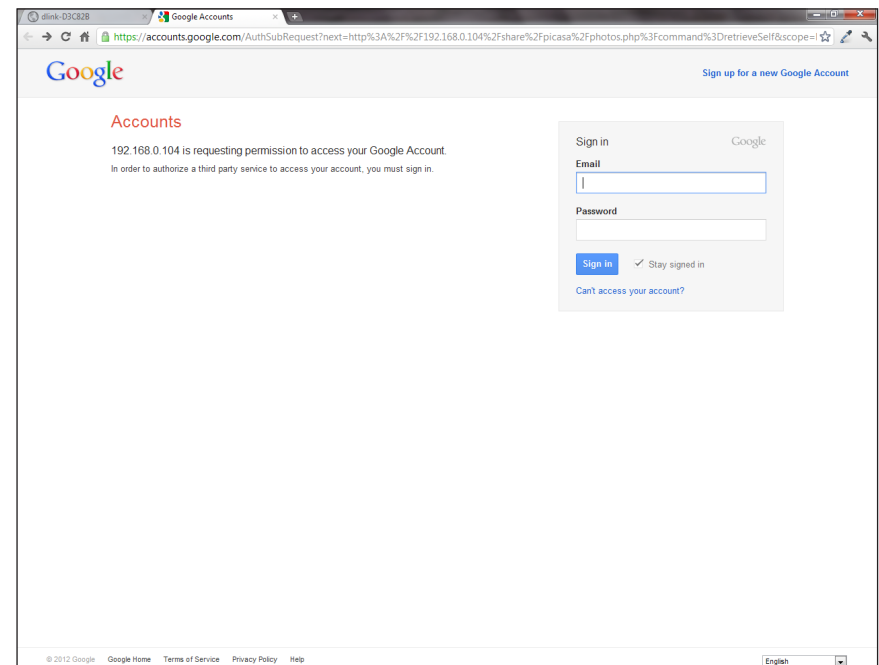 dlink-D3C82B
Google Accounts
https://accounts.google.com/AuthSubRequest?next=http%3A%2F%2F192.168.0.104%2Fshare%2Fpicasa%2Fphotos.php%3Fcommand%3DretrieveSelf&scope=
Google
Sign up for a new Google Account
Accounts
192.168.0.104 is requesting permission to access your Google Account.
In order to authorize a third party service to access your account, you must sign in.
Sign in Google
Email
Password
Sign in Stay signed in
Can't access your account?
© 2012 Google Google Home Terms of Service Privacy Policy Help
English